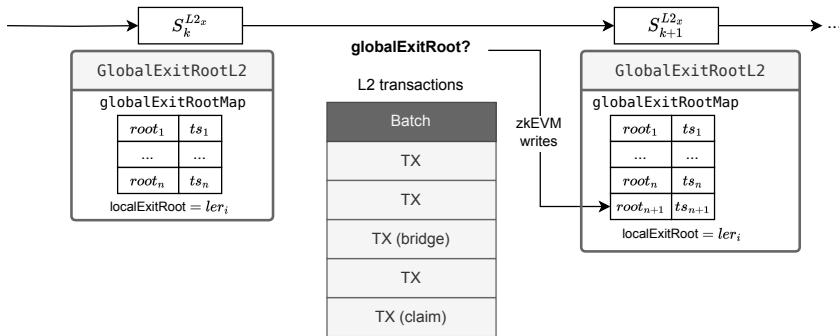 $S_k^{L2_x}$
$S_{k+1}^{L2_x}$
...
globalExitRoot?
GlobalExitRootL2
globalExitRootMap
$root_1$ $ts_1$
... ...
$root_n$ $ts_n$
localExitRoot = $ler_i$
L2 transactions
Batch
TX
TX
TX (bridge)
TX
TX (claim)
zkEVM
writes
GlobalExitRootL2
globalExitRootMap
$root_1$ $ts_1$
... ...
$root_n$ $ts_n$
$root_{n+1}$ $ts_{n+1}$
localExitRoot = $ler_i$